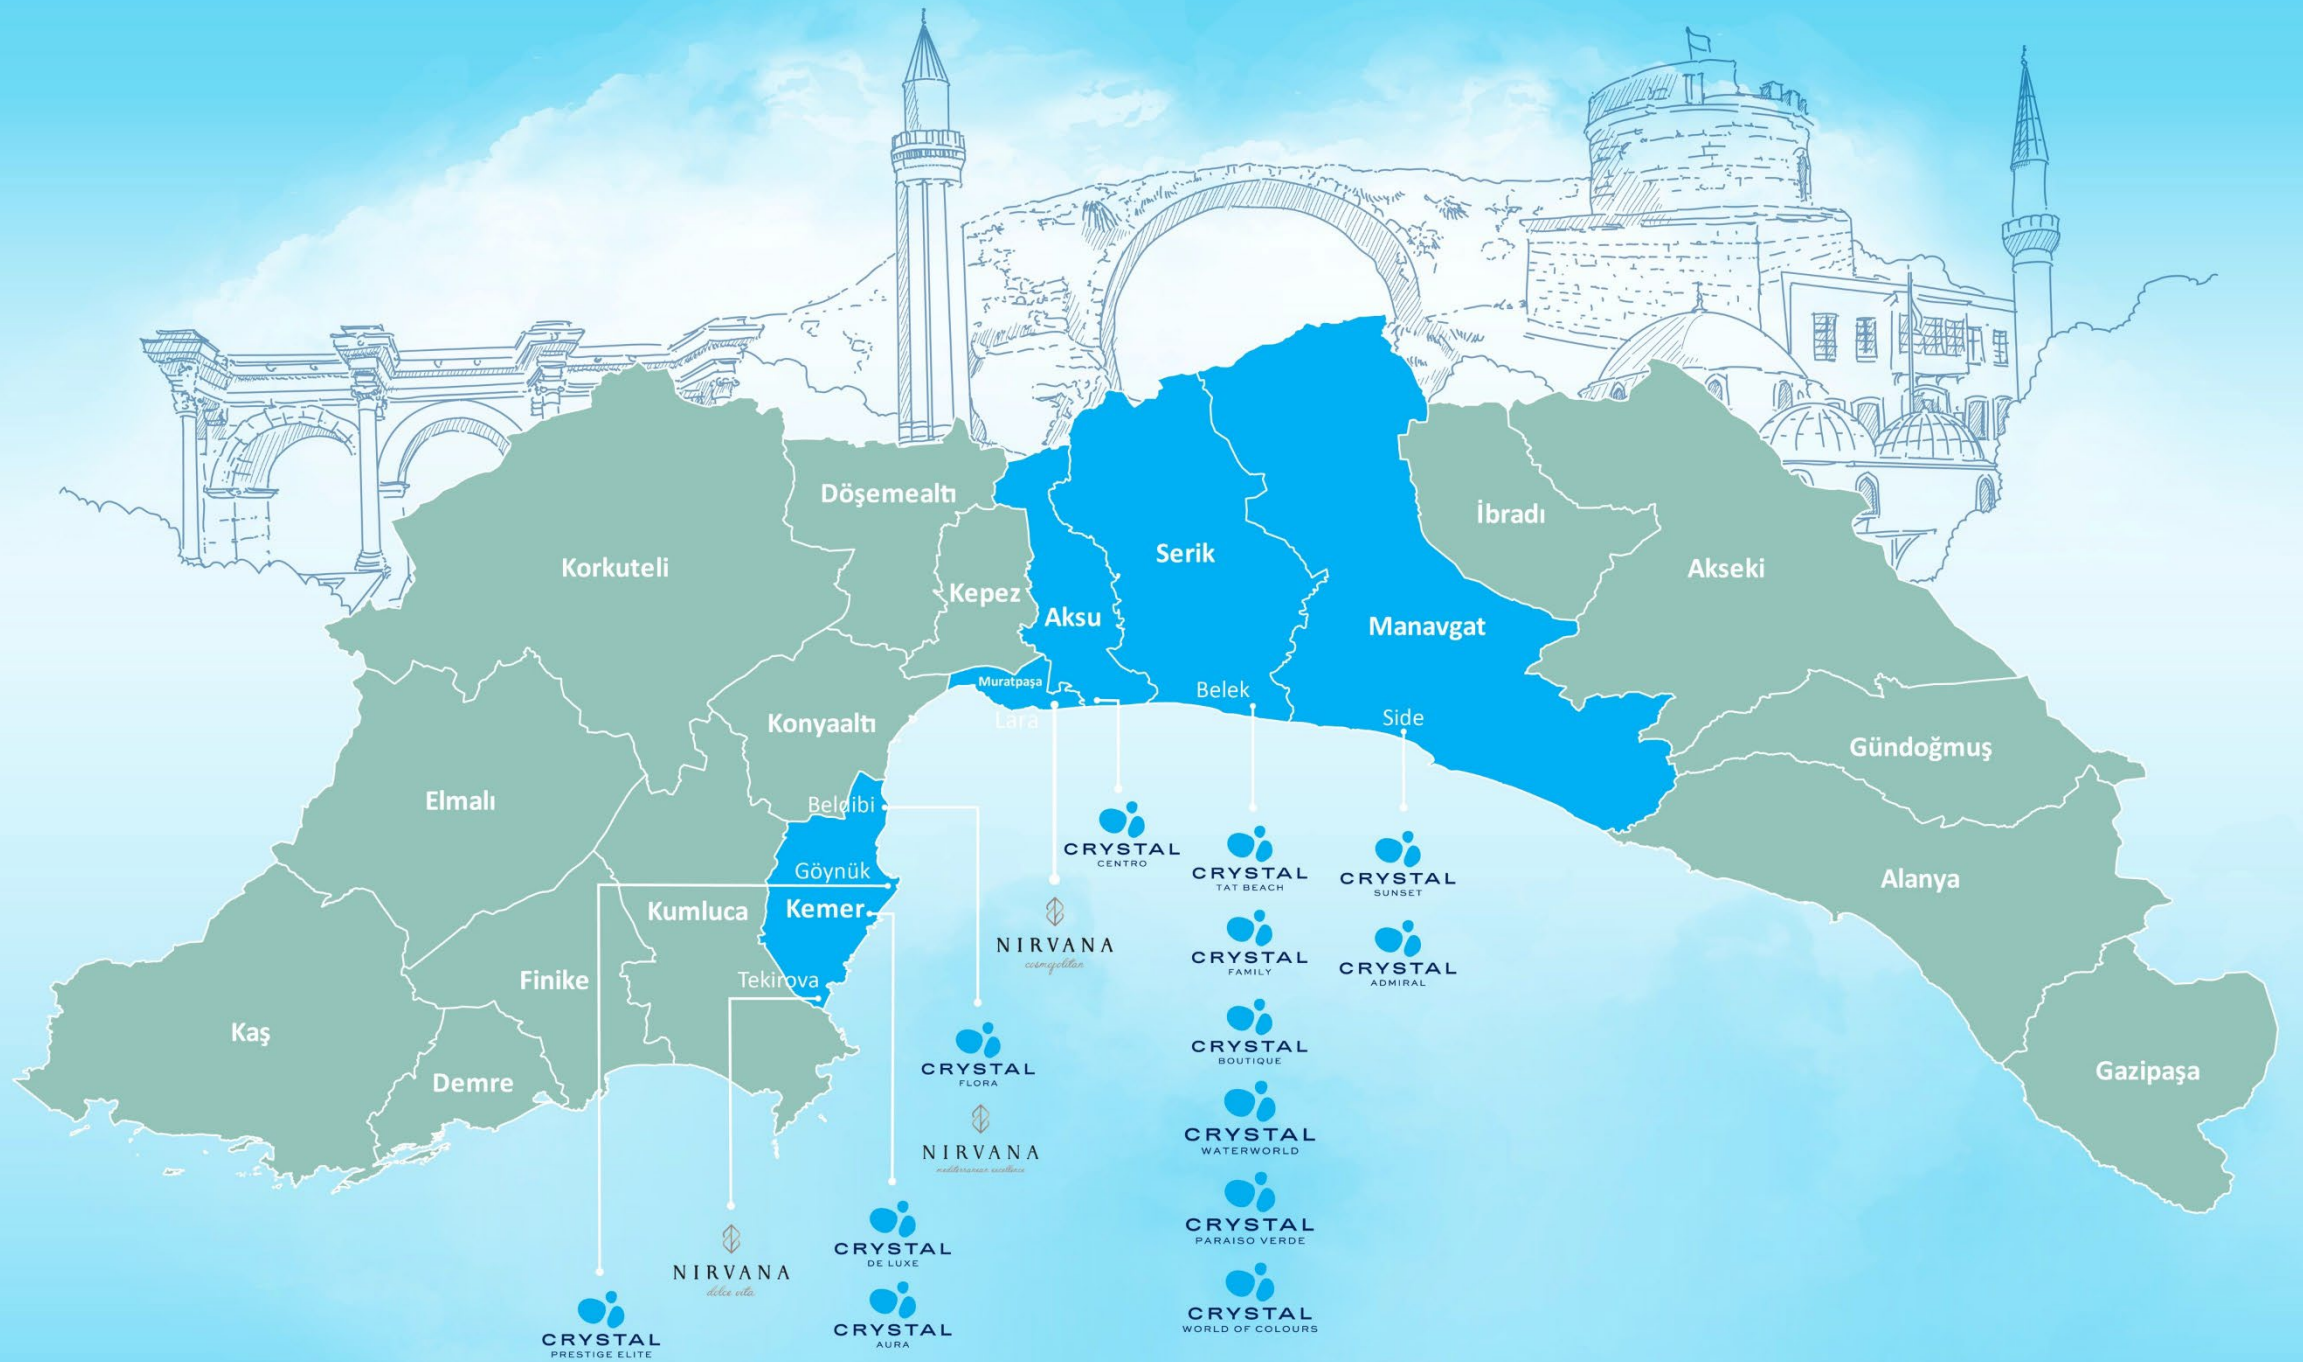 Döşemealtı
İbradı
Serik
Korkuteli
Akseki
Kepez
Aksu
Manavgat
Muratpaşa
Belek
Lara
Side
Konyaaltı
Gündoğmuş
Elmalı
Beldibi
Göynük
Alanya
Kumluca
Kemer
Finike
Tekirova
Kaş
Demre
Gazipaşa
CRYSTAL
CENTRO
NIRVANA
cosmopolitan
CRYSTAL
TAT BEACH
CRYSTAL
FAMILY
CRYSTAL
BOUTIQUE
CRYSTAL
WATERWORLD
CRYSTAL
PARAISO VERDE
CRYSTAL
WORLD OF COLOURS
CRYSTAL
SUNSET
CRYSTAL
ADMIRAL
CRYSTAL
FLORA
NIRVANA
mediterranean excellence
CRYSTAL
DE LUXE
CRYSTAL
AURA
NIRVANA
dolce vita
CRYSTAL
PRESTIGE ELITE